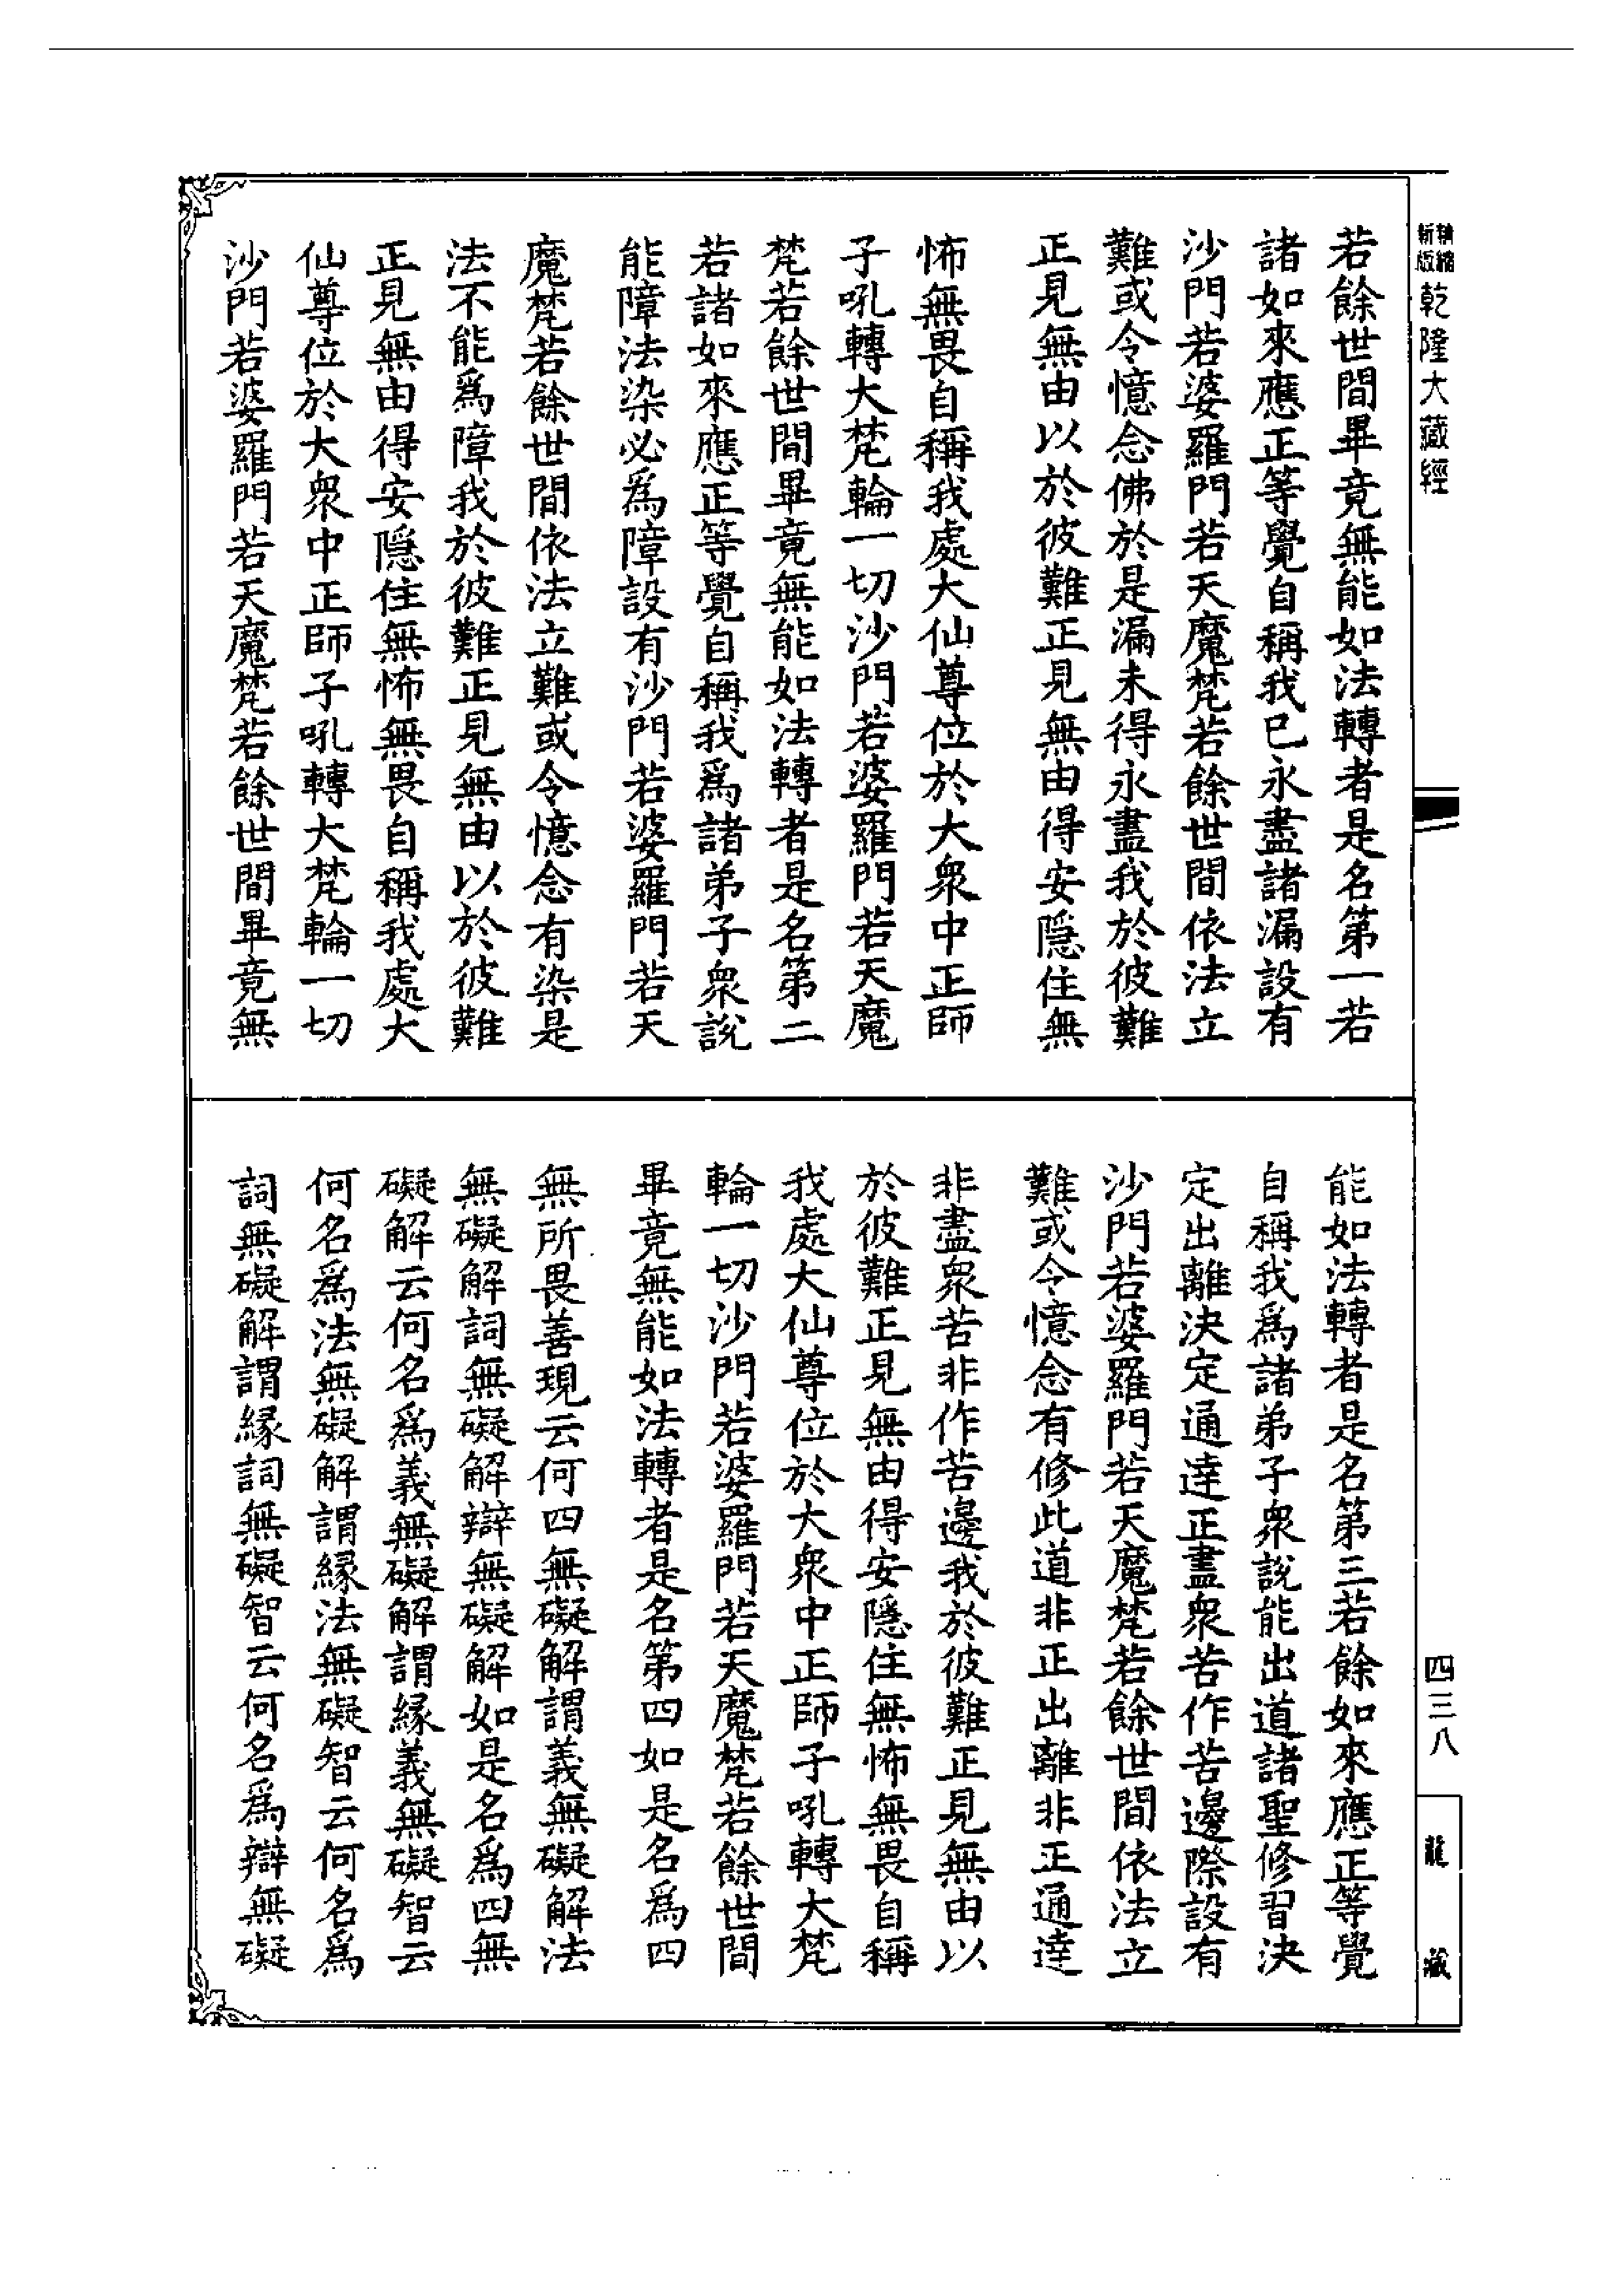 精縮
新版
乾隆大藏經
若餘世間畢竟無能如法轉者是名第一若
諸如來應正等覺自稱我已永盡諸漏設有
沙門若婆羅門若天魔梵若餘世間依法立
難或令憶念佛於是漏未得永盡我於彼難
正見無由以於彼難正見無由得安隱住無
怖無畏自稱我處大仙尊位於大衆中正師
子吼轉大梵輪一切沙門若婆羅門若天魔
梵若餘世間畢竟無能如法轉者是名第二
若諸如來應正等覺自稱我爲諸弟子衆說
能障法染必爲障設有沙門若婆羅門若天
魔梵若餘世間依法立難或令憶念有染是
法不能爲障我於彼難正見無由以於彼難
正見無由得安隱住無怖無畏自稱我處大
仙尊位於大衆中正師子吼轉大梵輪一切
沙門若婆羅門若天魔梵若餘世間畢竟無
能如法轉者是名第三若餘如來應正等覺
自稱我爲諸弟子衆說能出道諸聖修習決
定出離決定通達正盡衆苦作苦邊際設有
沙門若婆羅門若天魔梵若餘世間依法立
難或令憶念有修此道非正出離非正通達
非盡衆苦非作苦邊我於彼難正見無由以
於彼難正見無由得安隱住無怖無畏自稱
我處大仙尊位於大衆中正師子吼轉大梵
輪一切沙門若婆羅門若天魔梵若餘世間
畢竟無能如法轉者是名第四如是名爲四
無所畏善現云何四無礙解謂義無礙解法
無礙解詞無礙解辯無礙解如是名爲四無
礙解云何名爲義無礙解謂緣義無礙智云
何名爲法無礙解謂緣法無礙智云何名爲
詞無礙解謂緣詞無礙智云何名爲辯無礙
四三八
龍藏